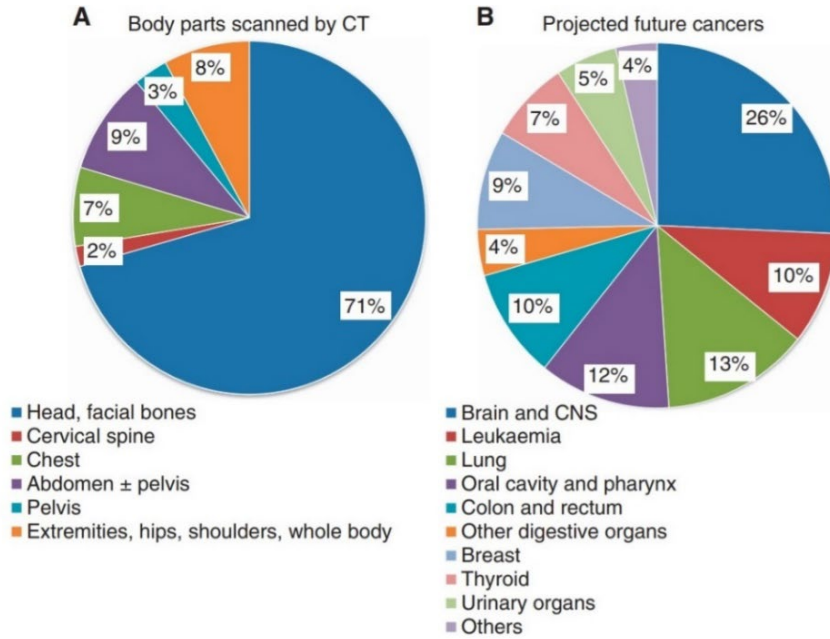 A Body parts scanned by CT
8%
3%
9%
7%
2%
71%
Head, facial bones
Cervical spine
Chest
Abdomen ± pelvis
Pelvis
Extremities, hips, shoulders, whole body
B Projected future cancers
4%
5%
26%
7%
9%
4%
10%
10%
12%
13%
Brain and CNS
Leukaemia
Lung
Oral cavity and pharynx
Colon and rectum
Other digestive organs
Breast
Thyroid
Urinary organs
Others